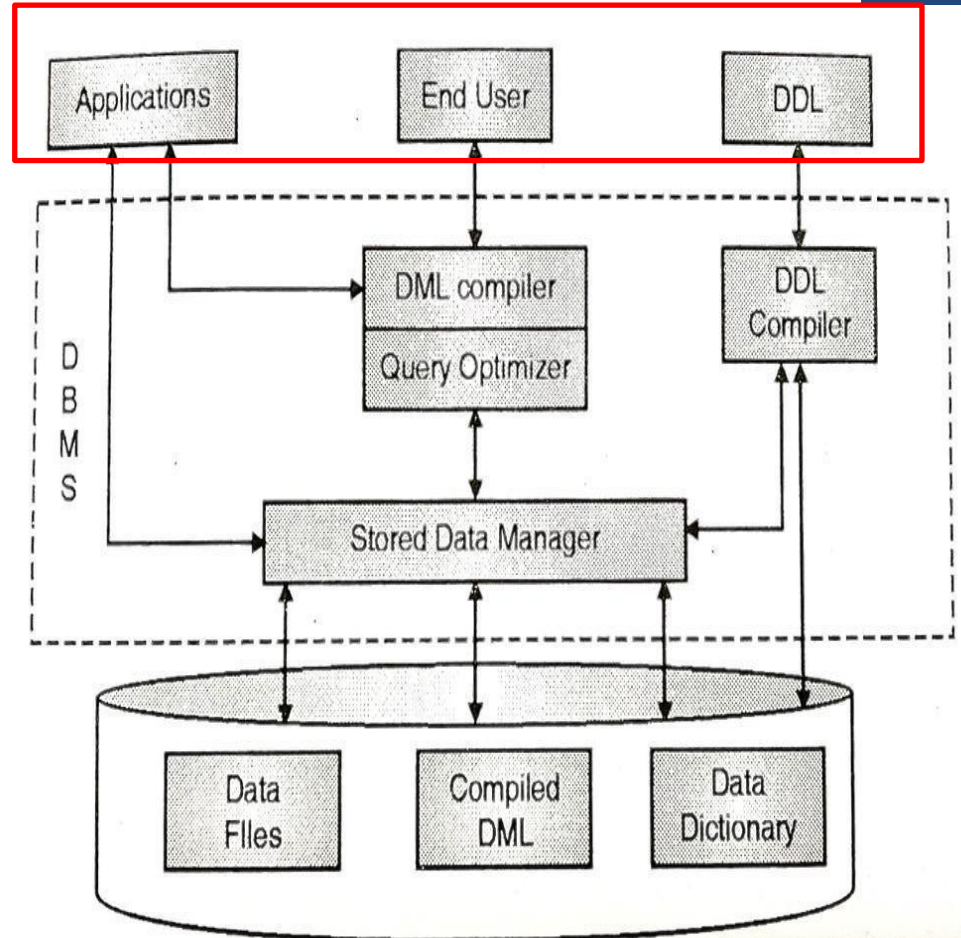 Applications
End User
DDL
DML compiler
Query Optimizer
DDL
Compiler
D
B
M
S
Stored Data Manager
Data
FIles
Compiled
DML
Data
Dictionary